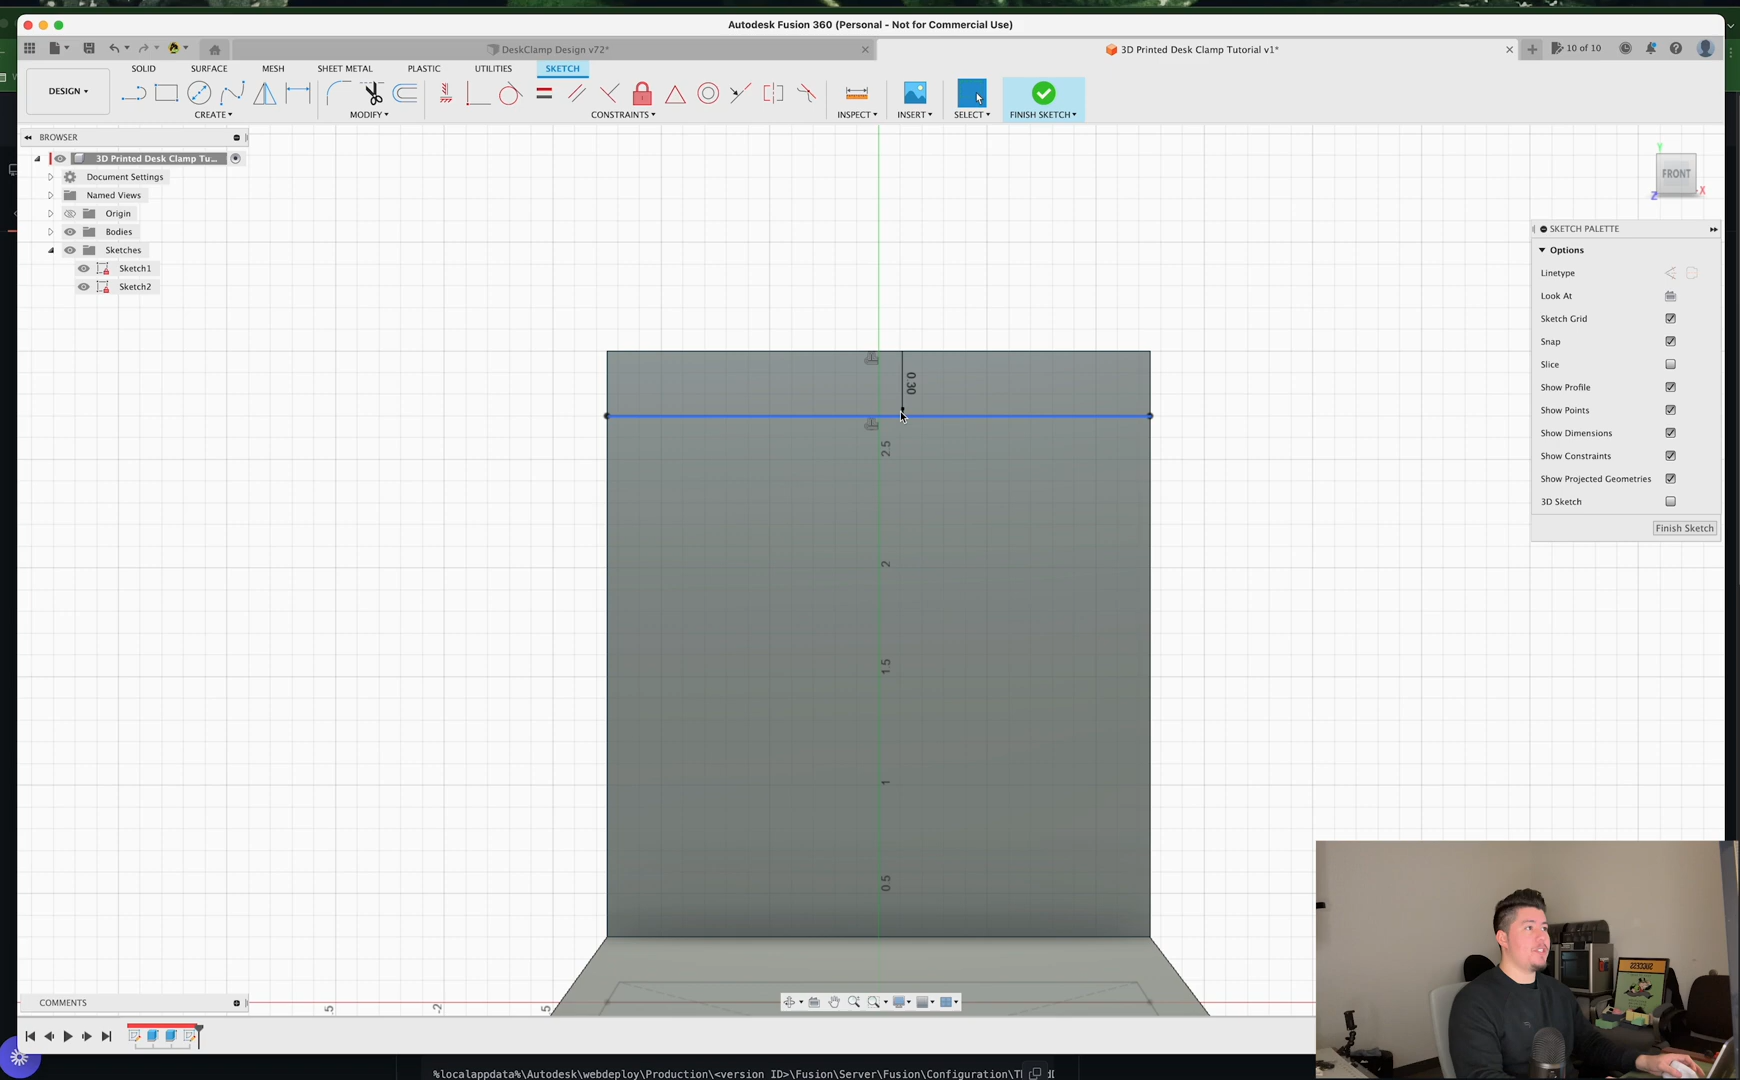 Autodesk Fusion 360 (Personal - Not for Commercial Use)
DeskClamp Design v72*
3D Printed Desk Clamp Tutorial v1*
10 of 10
DESIGN
SOLID SURFACE MESH SHEET METAL PLASTIC UTILITIES SKETCH
CREATE MODIFY CONSTRAINTS INSPECT INSERT SELECT FINISH SKETCH
BROWSER
3D Printed Desk Clamp Tu...
Document Settings
Named Views
Origin
Bodies
Sketches
Sketch1
Sketch2
Y
FRONT
Z
X
SKETCH PALETTE
Options
Linetype
Look At
Sketch Grid
Snap
Slice
Show Profile
Show Points
Show Dimensions
Show Constraints
Show Projected Geometries
3D Sketch
Finish Sketch
0.30
2.5
2
1.5
1
0.5
COMMENTS
SUCCESS
%localappdata%\Autodesk\webdeploy\Production\<version ID>\Fusion\Server\Fusion\Configuration\